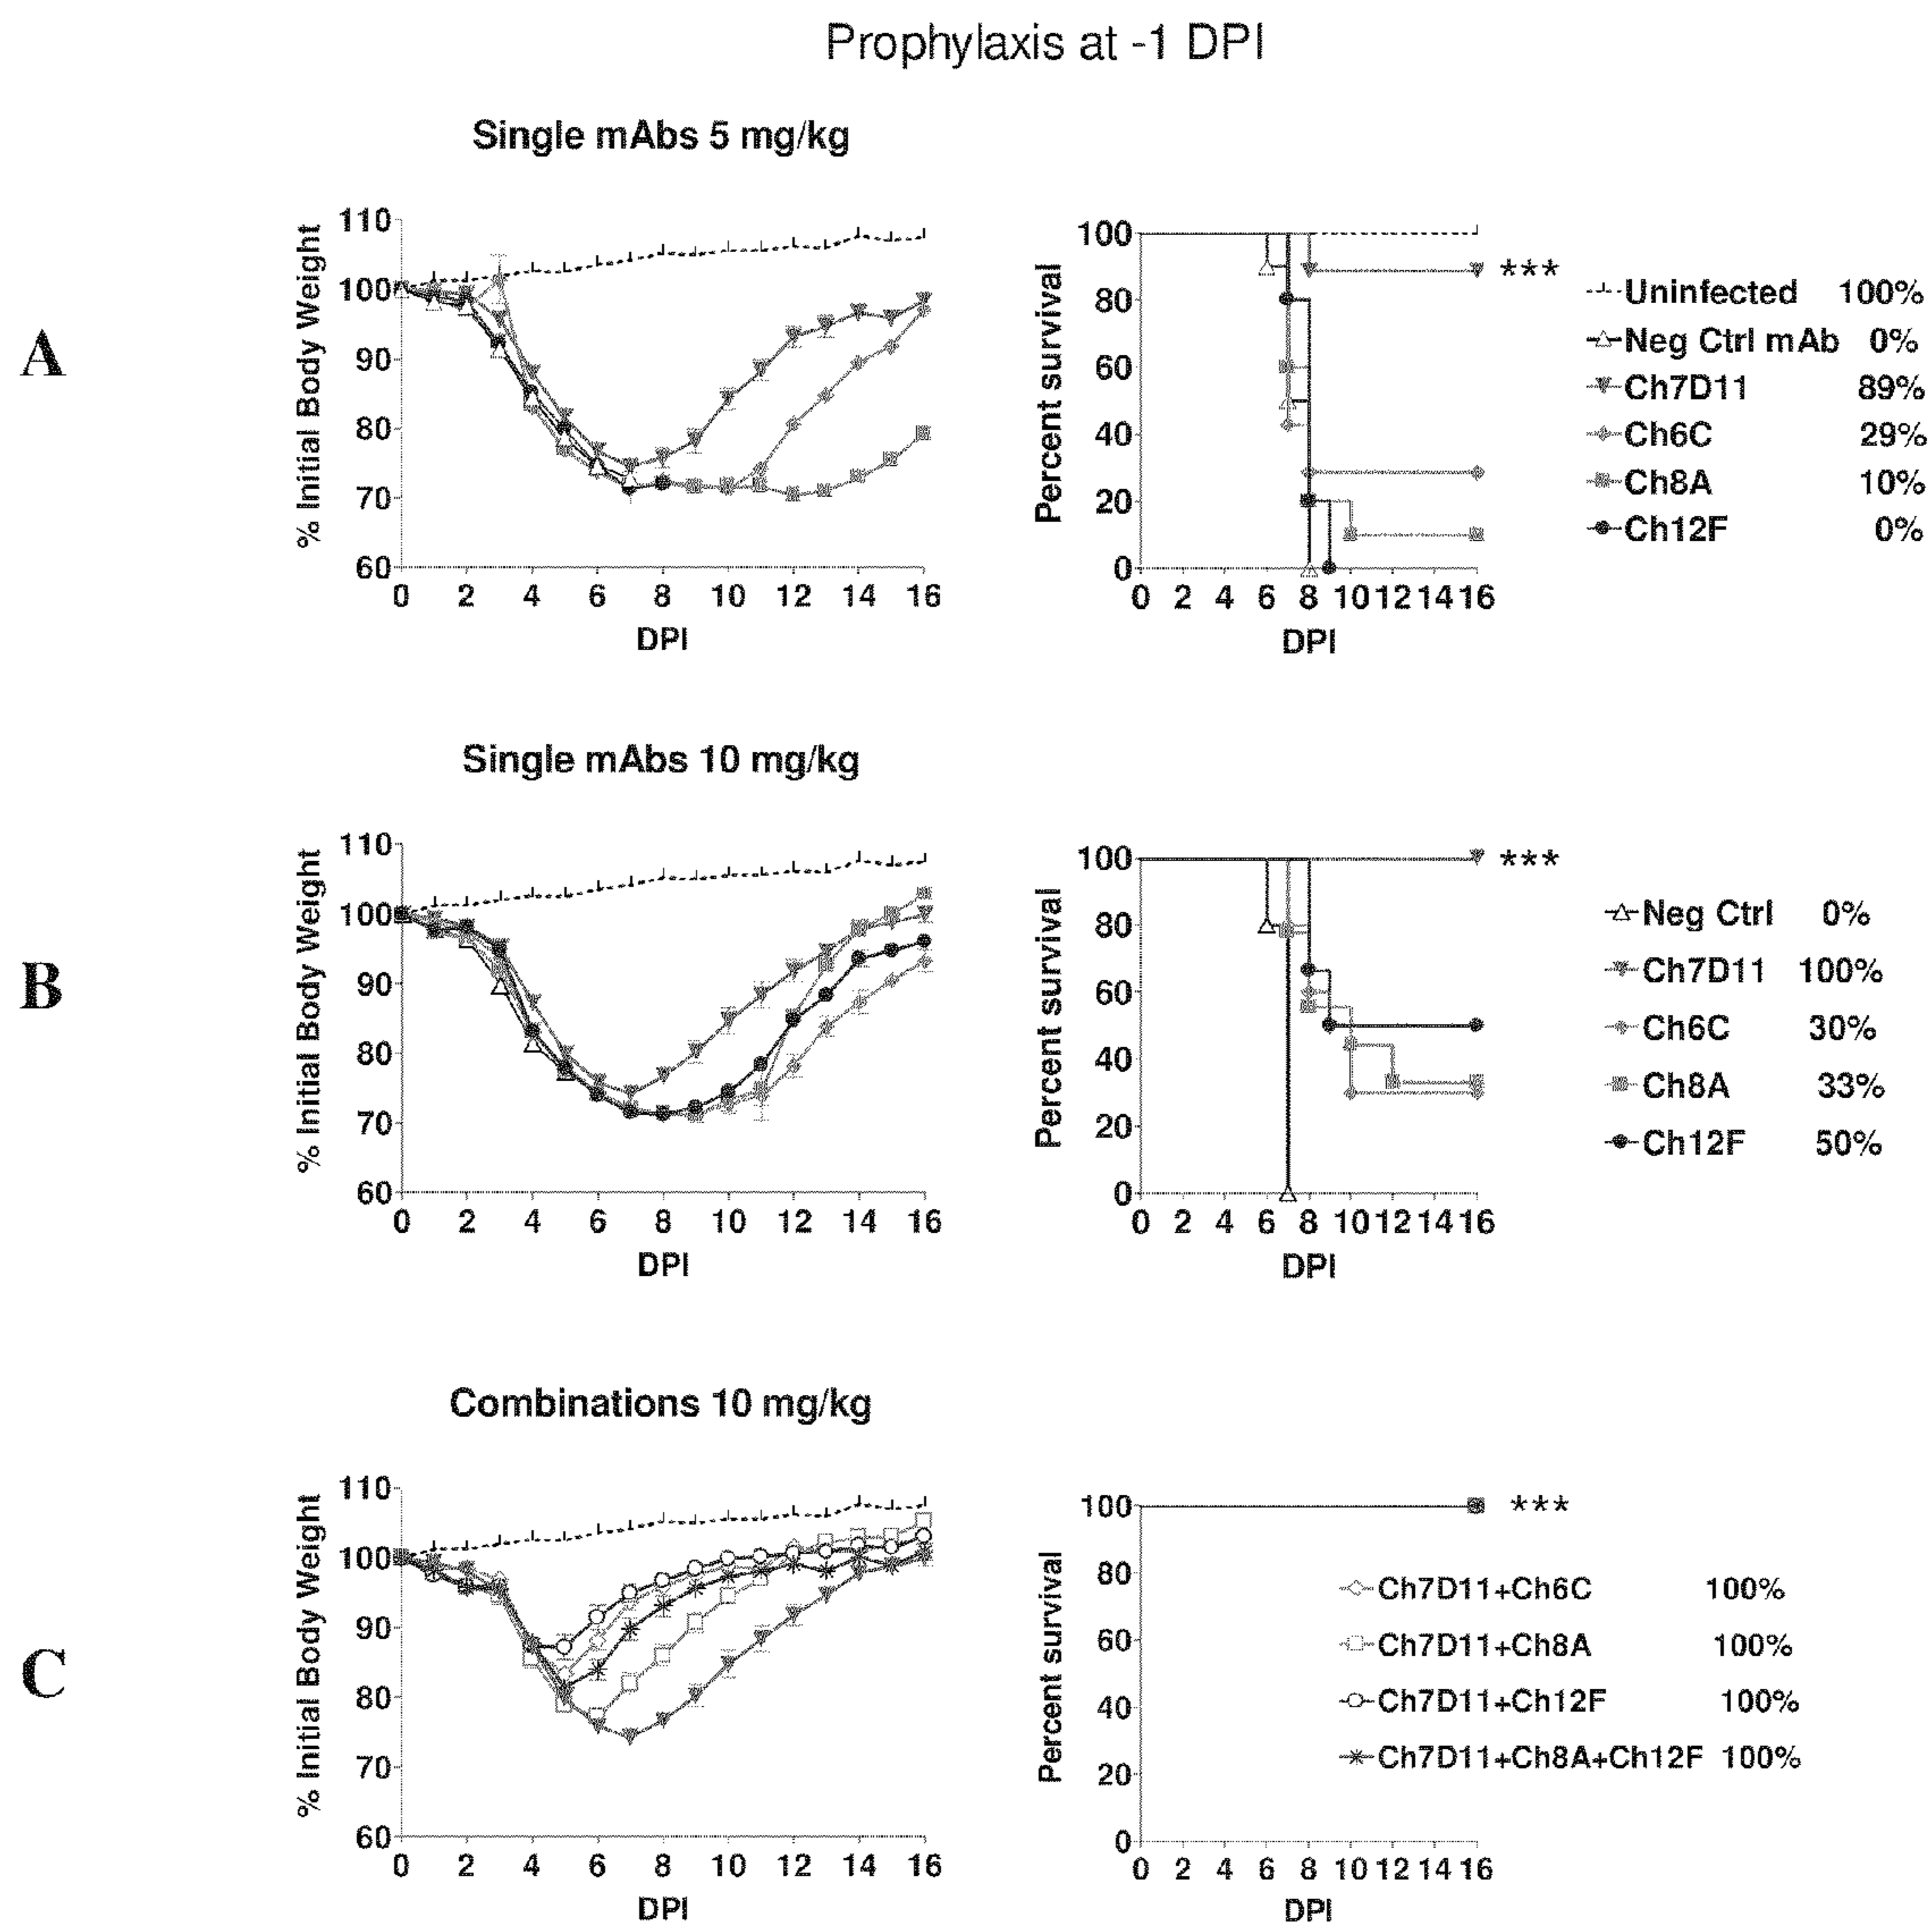 Prophylaxis at -1 DPI
A
Single mAbs 5 mg/kg
% Initial Body Weight
110
100
90
80
70
60
0 2 4 6 8 10 12 14 16
DPI
Percent survival
100
80
60
40
20
0
0 2 4 6 8 10 12 14 16
DPI
***
Uninfected 100%
Neg Ctrl mAb 0%
Ch7D11 89%
Ch6C 29%
Ch8A 10%
Ch12F 0%
B
Single mAbs 10 mg/kg
% Initial Body Weight
110
100
90
80
70
60
0 2 4 6 8 10 12 14 16
DPI
Percent survival
100
80
60
40
20
0
0 2 4 6 8 10 12 14 16
DPI
***
Neg Ctrl 0%
Ch7D11 100%
Ch6C 30%
Ch8A 33%
Ch12F 50%
C
Combinations 10 mg/kg
% Initial Body Weight
110
100
90
80
70
60
0 2 4 6 8 10 12 14 16
DPI
Percent survival
100
80
60
40
20
0
0 2 4 6 8 10 12 14 16
DPI
***
Ch7D11+Ch6C 100%
Ch7D11+Ch8A 100%
Ch7D11+Ch12F 100%
Ch7D11+Ch8A+Ch12F 100%